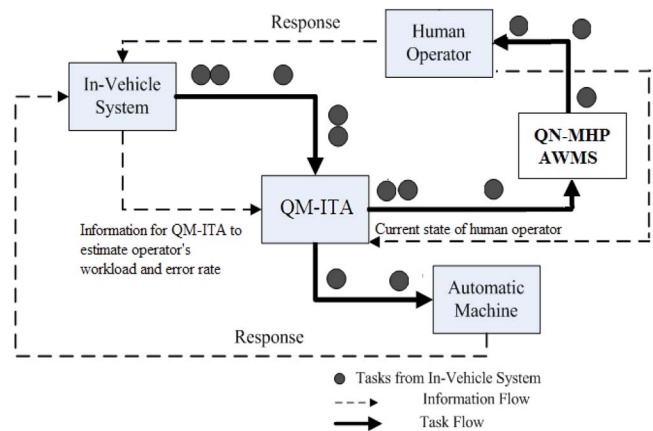 Response
Human
Operator
In-Vehicle
System
QN-MHP
AWMS
QM-ITA
Information for QM-ITA to
estimate operator's
workload and error rate
Current state of human operator
Automatic
Machine
Response
Tasks from In-Vehicle System
Information Flow
Task Flow